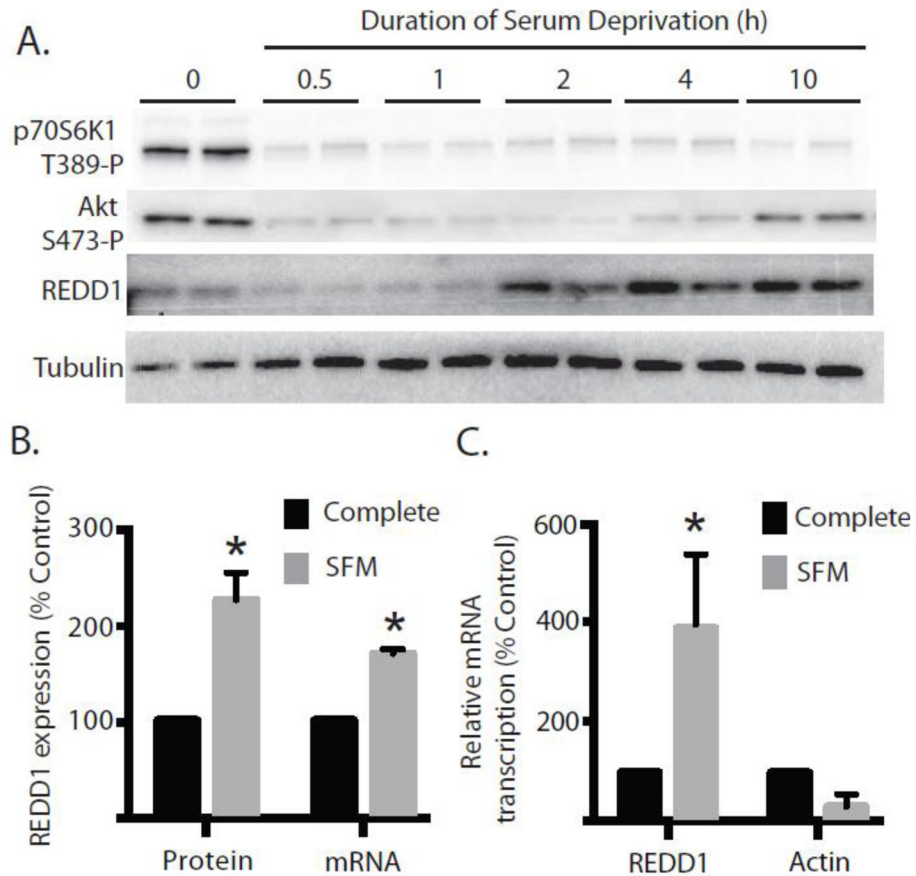 A.
Duration of Serum Deprivation (h)
0 0.5 1 2 4 10
p70S6K1
T389-P
Akt
S473-P
REDD1
Tubulin
B.
REDD1 expression (% Control)
300
200
100
*
*
Complete
SFM
Protein mRNA
C.
Relative mRNA
transcription (% Control)
600
400
200
*
Complete
SFM
REDD1 Actin